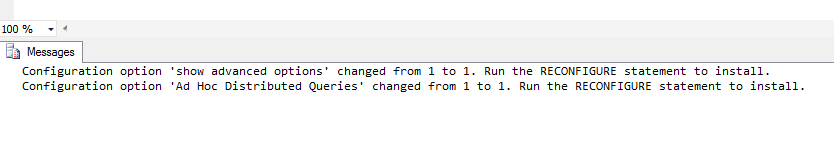 100 %
Messages
Configuration option 'show advanced options' changed from 1 to 1. Run the RECONFIGURE statement to install.
Configuration option 'Ad Hoc Distributed Queries' changed from 1 to 1. Run the RECONFIGURE statement to install.